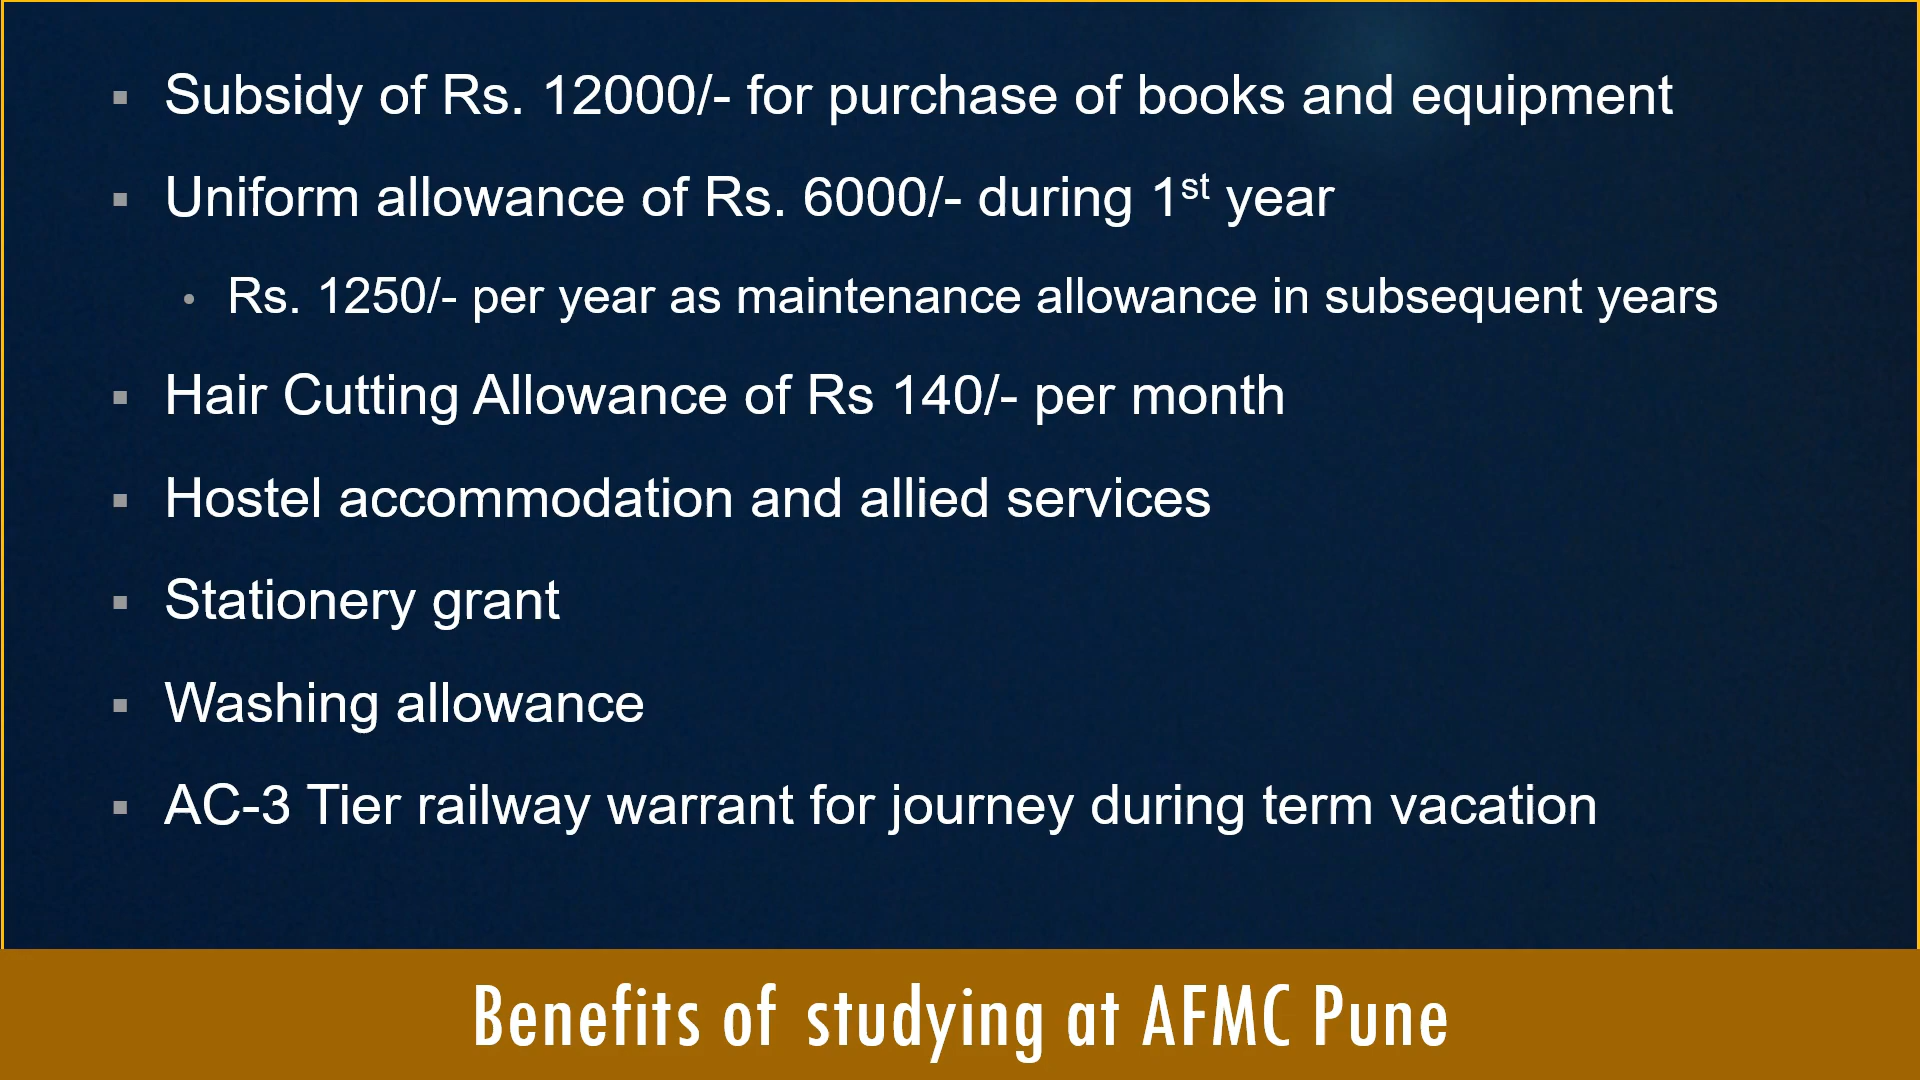 Subsidy of Rs. 12000/- for purchase of books and equipment
Uniform allowance of Rs. 6000/- during 1st year
Rs. 1250/- per year as maintenance allowance in subsequent years
Hair Cutting Allowance of Rs 140/- per month
Hostel accommodation and allied services
Stationery grant
Washing allowance
AC-3 Tier railway warrant for journey during term vacation
Benefits of studying at AFMC Pune